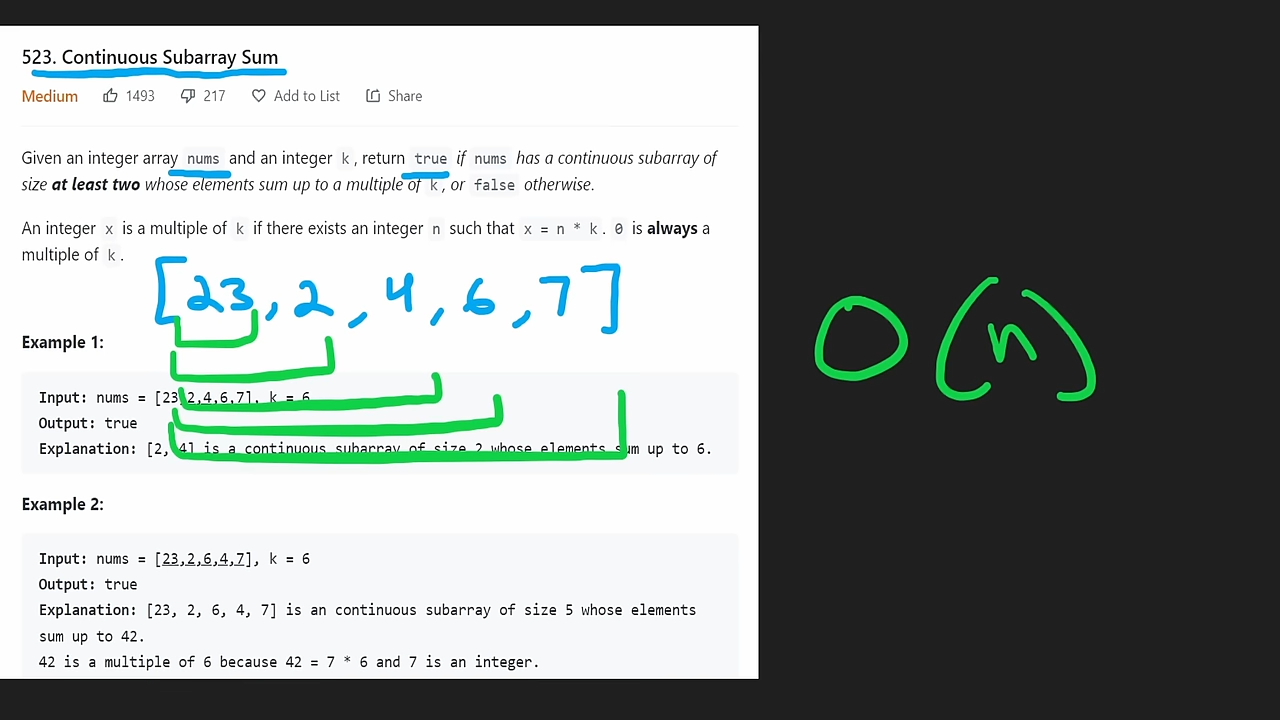 523. Continuous Subarray Sum
Medium 1493 217 Add to List Share
Given an integer array nums and an integer k, return true if nums has a continuous subarray of
size at least two whose elements sum up to a multiple of k, or false otherwise.
An integer x is a multiple of k if there exists an integer n such that x = n * k. 0 is always a
multiple of k.
[23, 2, 4, 6, 7]
O(n)
Example 1:
Input: nums = [23,2,4,6,7], k = 6
Output: true
Explanation: [2, 4] is a continuous subarray of size 2 whose elements sum up to 6.
Example 2:
Input: nums = [23,2,6,4,7], k = 6
Output: true
Explanation: [23, 2, 6, 4, 7] is an continuous subarray of size 5 whose elements
sum up to 42.
42 is a multiple of 6 because 42 = 7 * 6 and 7 is an integer.